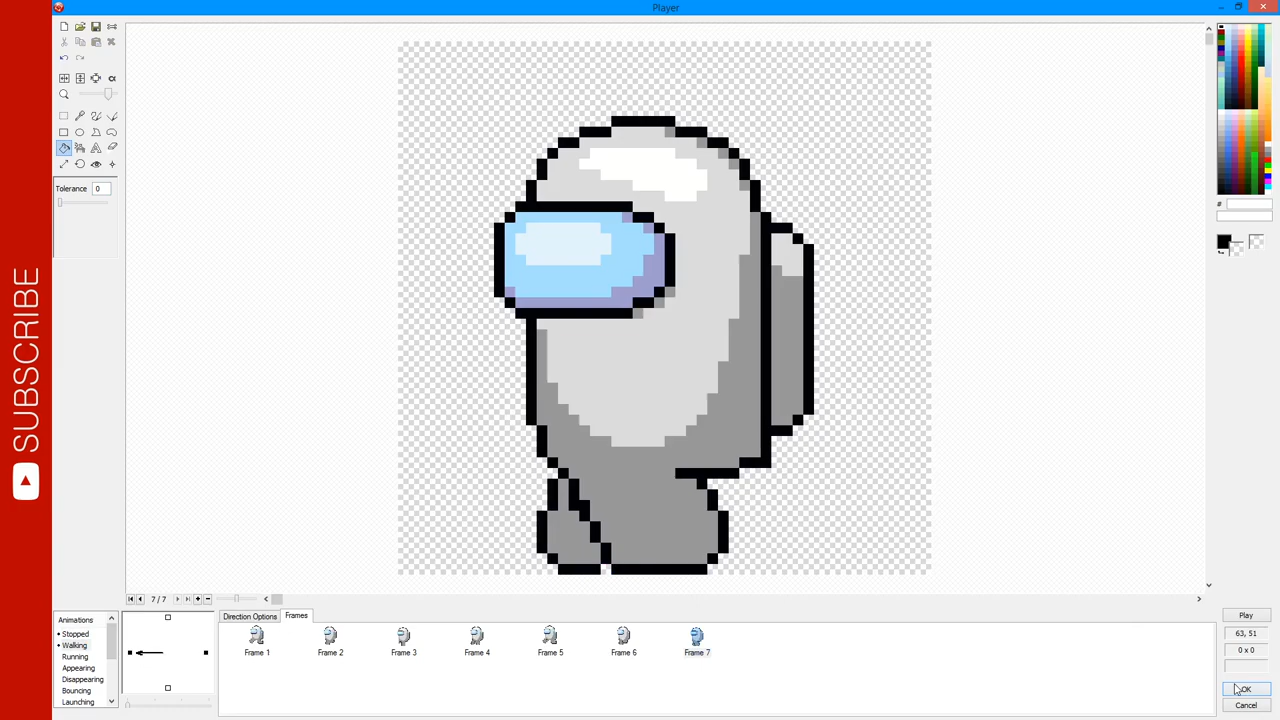 Player
Tolerance 0
#
SUBSCRIBE
7 / 7
Animations
Stopped
Walking
Running
Appearing
Disappearing
Bouncing
Launching
Direction Options
Frames
Frame 1
Frame 2
Frame 3
Frame 4
Frame 5
Frame 6
Frame 7
Play
63, 51
0 x 0
OK
Cancel